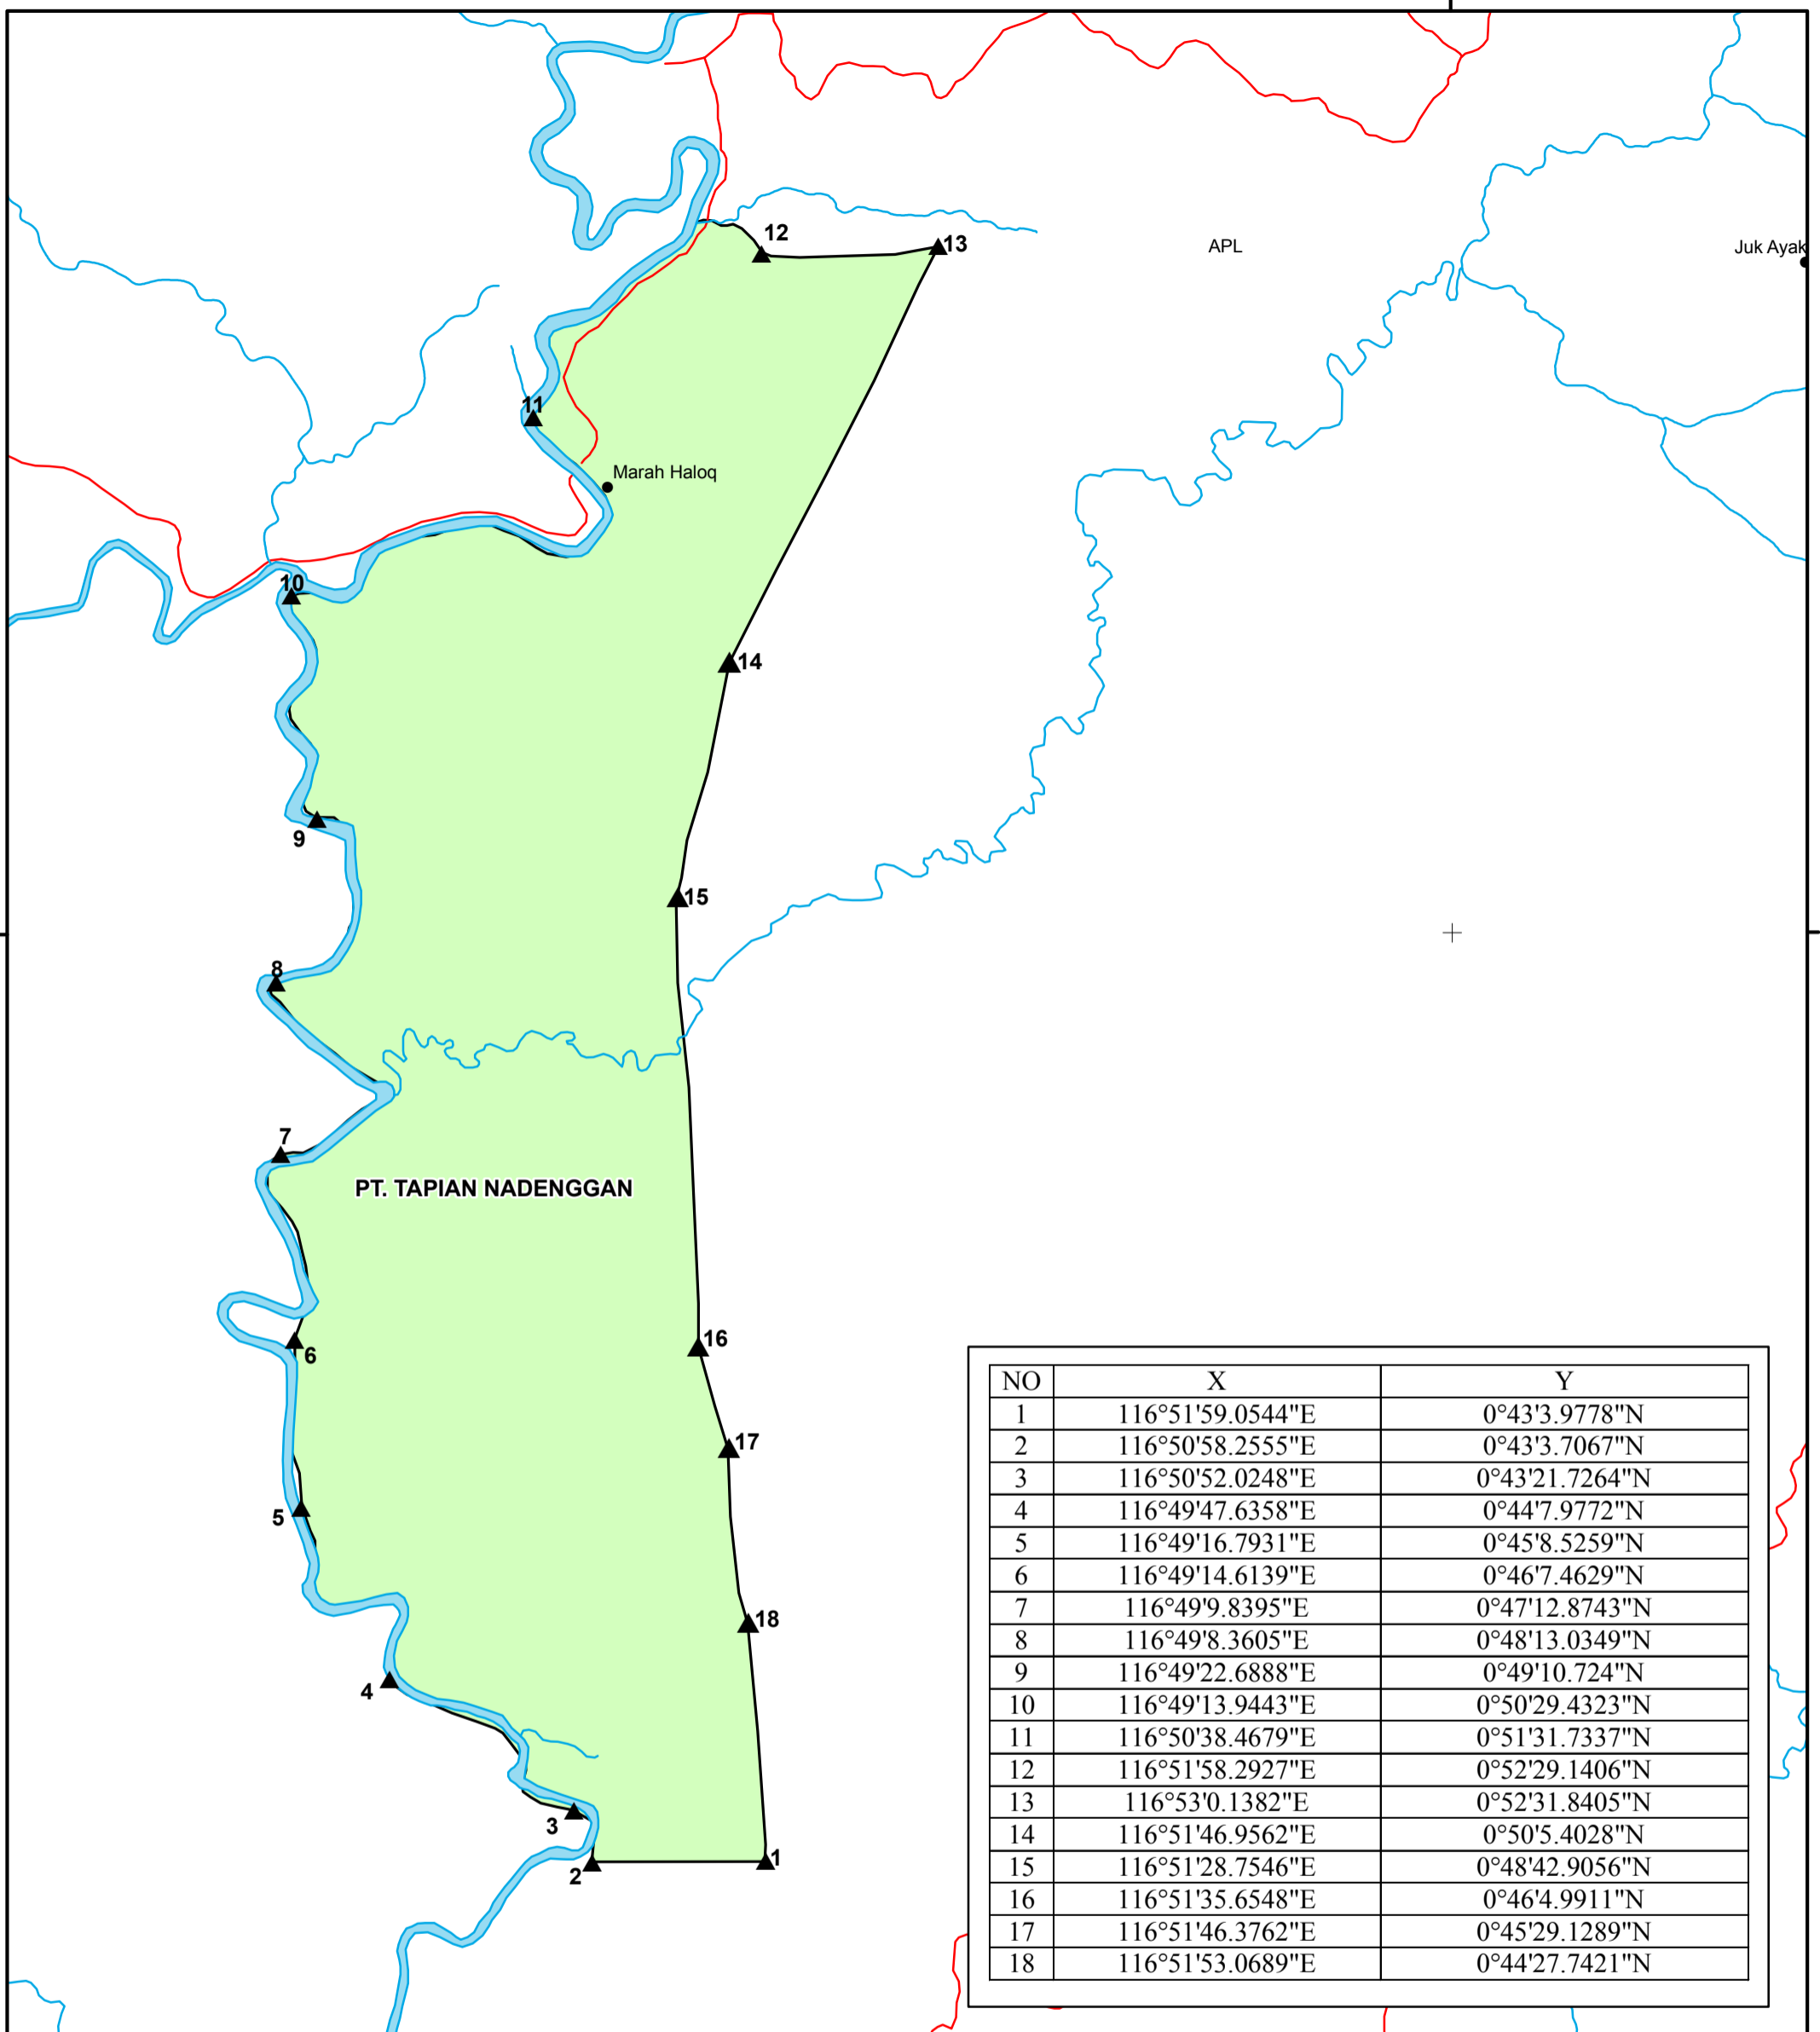 12
13
APL
Juk Ayak
11
Marah Haloq
10
14
9
15
8
7
PT. TAPIAN NADENGGAN
16
6
17
5
18
4
3
2
1
NO X Y
1 116°51'59.0544"E 0°43'3.9778"N
2 116°50'58.2555"E 0°43'3.7067"N
3 116°50'52.0248"E 0°43'21.7264"N
4 116°49'47.6358"E 0°44'7.9772"N
5 116°49'16.7931"E 0°45'8.5259"N
6 116°49'14.6139"E 0°46'7.4629"N
7 116°49'9.8395"E 0°47'12.8743"N
8 116°49'8.3605"E 0°48'13.0349"N
9 116°49'22.6888"E 0°49'10.724"N
10 116°49'13.9443"E 0°50'29.4323"N
11 116°50'38.4679"E 0°51'31.7337"N
12 116°51'58.2927"E 0°52'29.1406"N
13 116°53'0.1382"E 0°52'31.8405"N
14 116°51'46.9562"E 0°50'5.4028"N
15 116°51'28.7546"E 0°48'42.9056"N
16 116°51'35.6548"E 0°46'4.9911"N
17 116°51'46.3762"E 0°45'29.1289"N
18 116°51'53.0689"E 0°44'27.7421"N